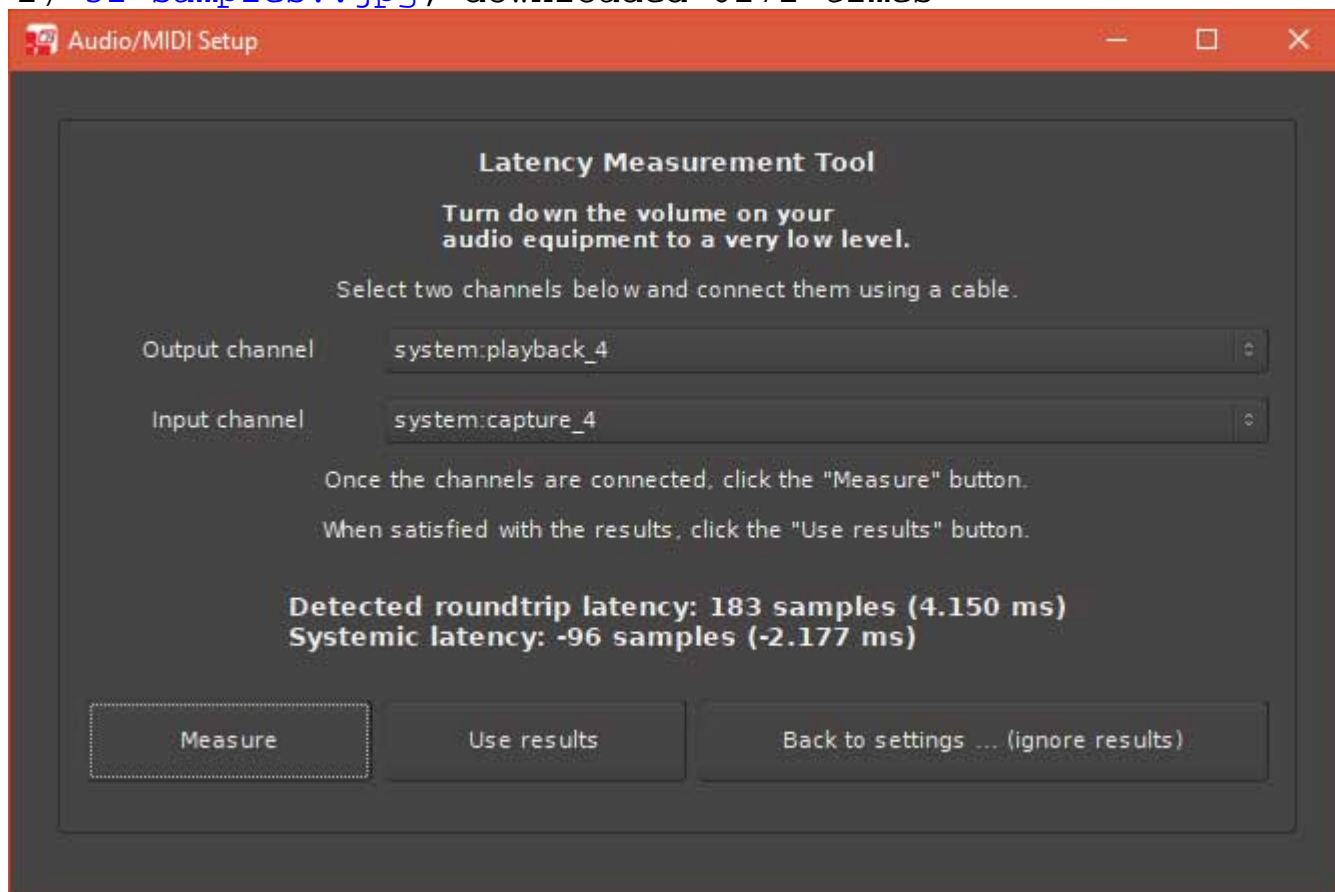 Audio/MIDI Setup
Latency Measurement Tool
Turn down the volume on your
audio equipment to a very low level.
Select two channels below and connect them using a cable.
Output channel system:playback_4
Input channel system:capture_4
Once the channels are connected, click the "Measure" button.
When satisfied with the results, click the "Use results" button.
Detected roundtrip latency: 183 samples (4.150 ms)
Systemic latency: -96 samples (-2.177 ms)
Measure Use results Back to settings ... (ignore results)